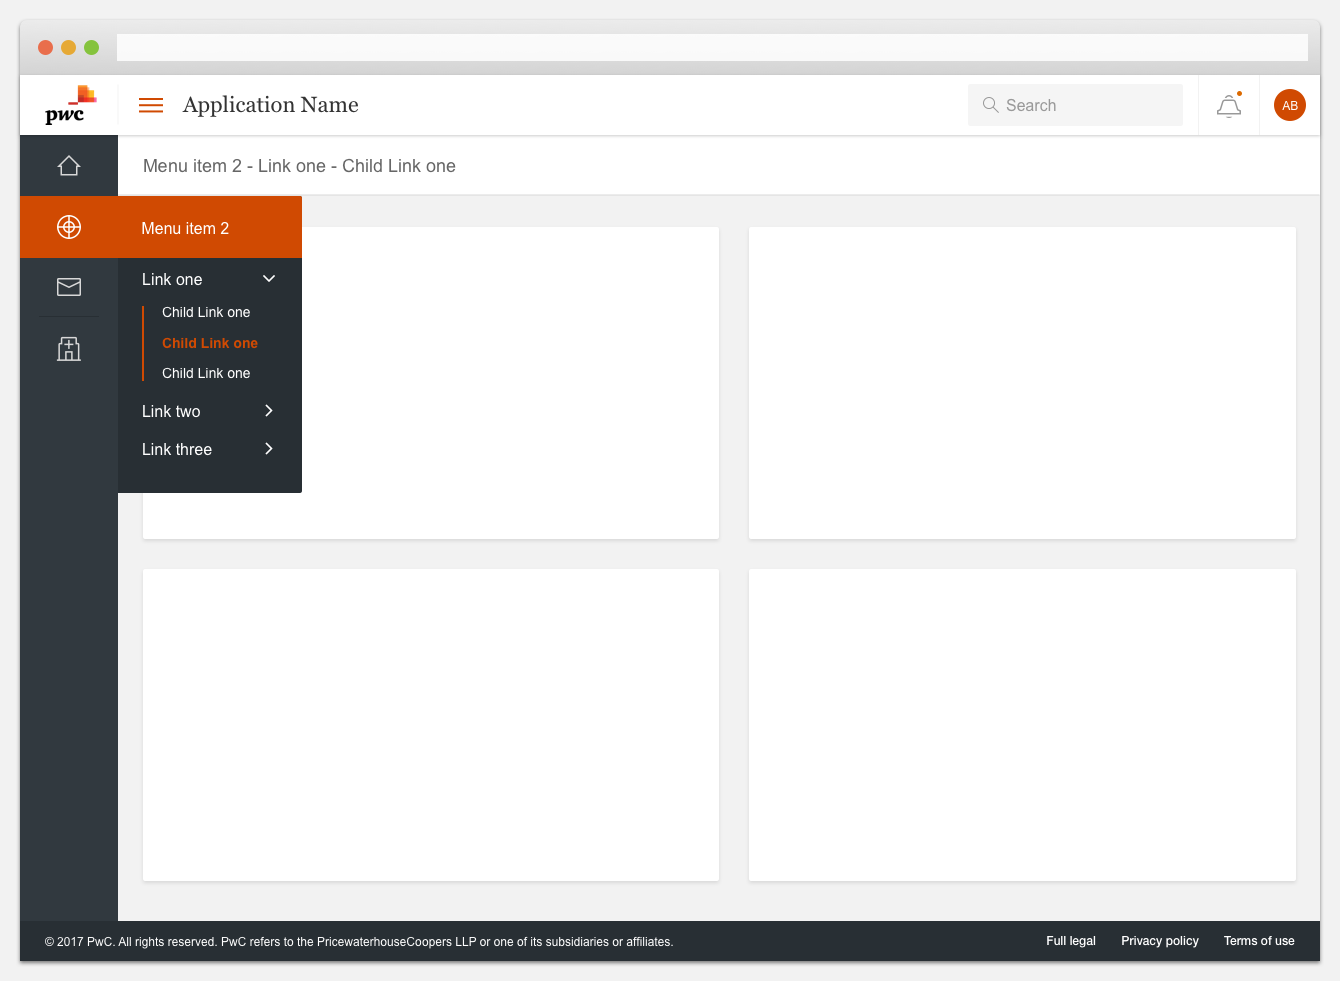 pwc
Application Name
Search
AB
Menu item 2 - Link one - Child Link one
Menu item 2
Link one
Child Link one
Child Link one
Child Link one
Link two
Link three
© 2017 PwC. All rights reserved. PwC refers to the PricewaterhouseCoopers LLP or one of its subsidiaries or affiliates.
Full legal
Privacy policy
Terms of use